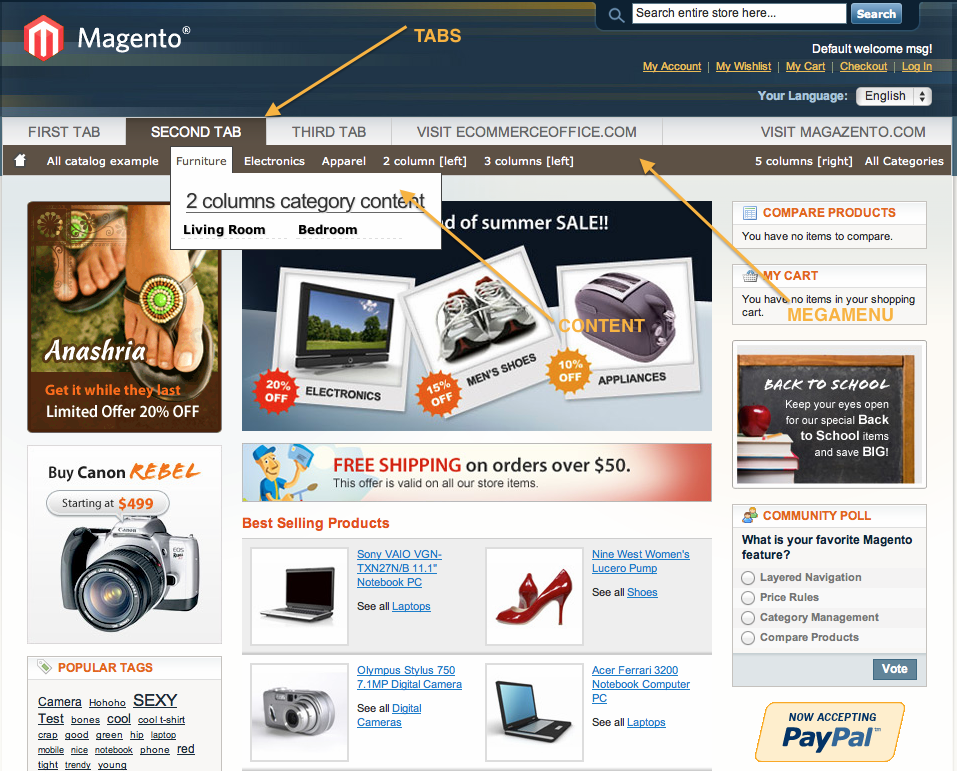 Search entire store here...
Search
Magento®
TABS
Default welcome msg!
My Account | My Wishlist | My Cart | Checkout | Log In
Your Language: English
FIRST TAB
SECOND TAB
THIRD TAB
VISIT ECOMMERCEOFFICE.COM
VISIT MAGAZENTO.COM
All catalog example
Furniture
Electronics
Apparel
2 column [left]
3 columns [left]
5 columns [right]
All Categories
2 columns category content
Living Room
Bedroom
Anashria
Get it while they last
Limited Offer 20% OFF
d of summer SALE!!
20% OFF
ELECTRONICS
15% OFF
MEN'S SHOES
10% OFF
APPLIANCES
CONTENT
COMPARE PRODUCTS
You have no items to compare.
MY CART
You have no items in your shopping
cart.
MEGAMENU
BACK TO SCHOOL
Keep your eyes open
for our special Back
to School items
and save BIG!
Buy Canon REBEL
Starting at $499
Canon
EOS
FREE SHIPPING on orders over $50.
This offer is valid on all our store items.
Best Selling Products
Sony VAIO VGN-
TXN27N/B 11.1"
Notebook PC
See all Laptops
Nine West Women's
Lucero Pump
See all Shoes
Olympus Stylus 750
7.1MP Digital Camera
See all Digital
Cameras
Acer Ferrari 3200
Notebook Computer
PC
See all Laptops
COMMUNITY POLL
What is your favorite Magento
feature?
Layered Navigation
Price Rules
Category Management
Compare Products
Vote
NOW ACCEPTING
PayPal™
POPULAR TAGS
Camera Hohoho SEXY
Test bones cool cool t-shirt
crap good green hip laptop
mobile nice notebook phone red
tight trendy young